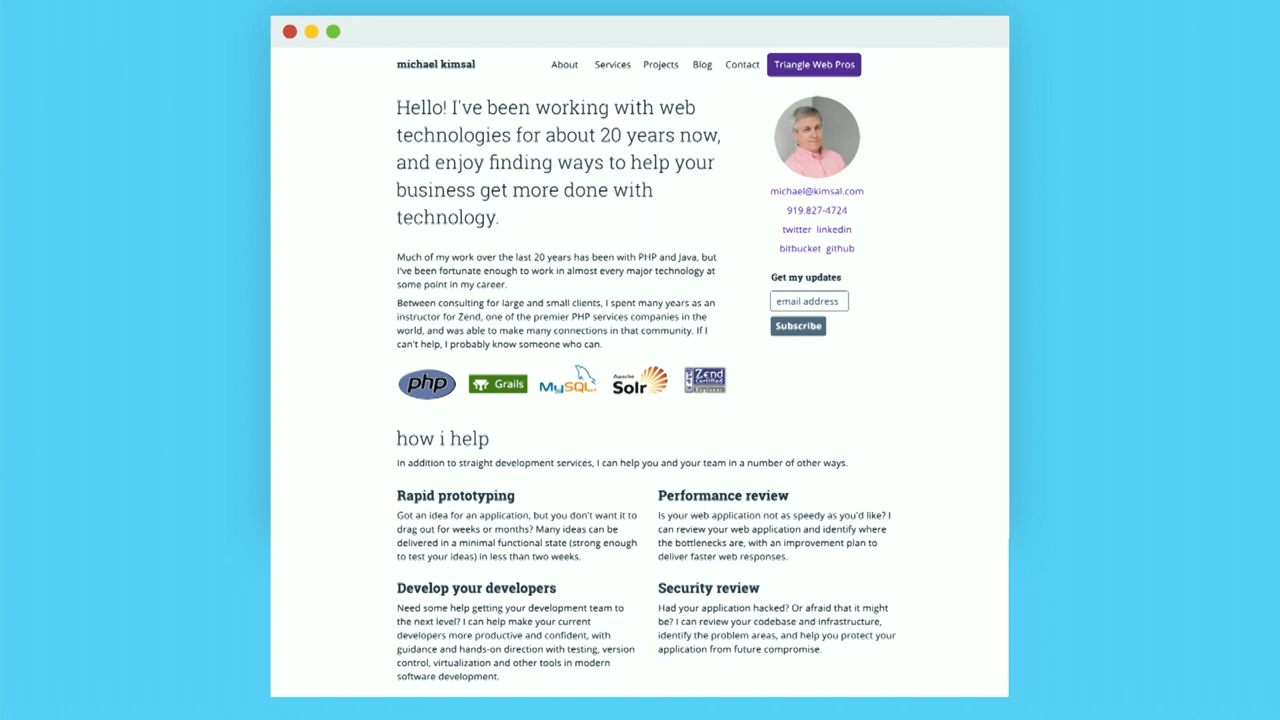 michael kimsal
About Services Projects Blog Contact Triangle Web Pros
Hello! I've been working with web
technologies for about 20 years now,
and enjoy finding ways to help your
business get more done with
technology.
michael@kimsal.com
919.827-4724
twitter linkedin
bitbucket github
Get my updates
email address
Subscribe
Much of my work over the last 20 years has been with PHP and Java, but
I've been fortunate enough to work in almost every major technology at
some point in my career.
Between consulting for large and small clients, I spent many years as an
instructor for Zend, one of the premier PHP services companies in the
world, and was able to make many connections in that community. If I
can't help, I probably know someone who can.
php
Grails
MySQL
Apache
Solr
Zend
Certified
Engineer
how i help
In addition to straight development services, I can help you and your team in a number of other ways.
Rapid prototyping
Got an idea for an application, but you don't want it to
drag out for weeks or months? Many ideas can be
delivered in a minimal functional state (strong enough
to test your ideas) in less than two weeks.
Performance review
Is your web application not as speedy as you'd like? I
can review your web application and identify where
the bottlenecks are, with an improvement plan to
deliver faster web responses.
Develop your developers
Need some help getting your development team to
the next level? I can help make your current
developers more productive and confident, with
guidance and hands-on direction with testing, version
control, virtualization and other tools in modern
software development.
Security review
Had your application hacked? Or afraid that it might
be? I can review your codebase and infrastructure,
identify the problem areas, and help you protect your
application from future compromise.